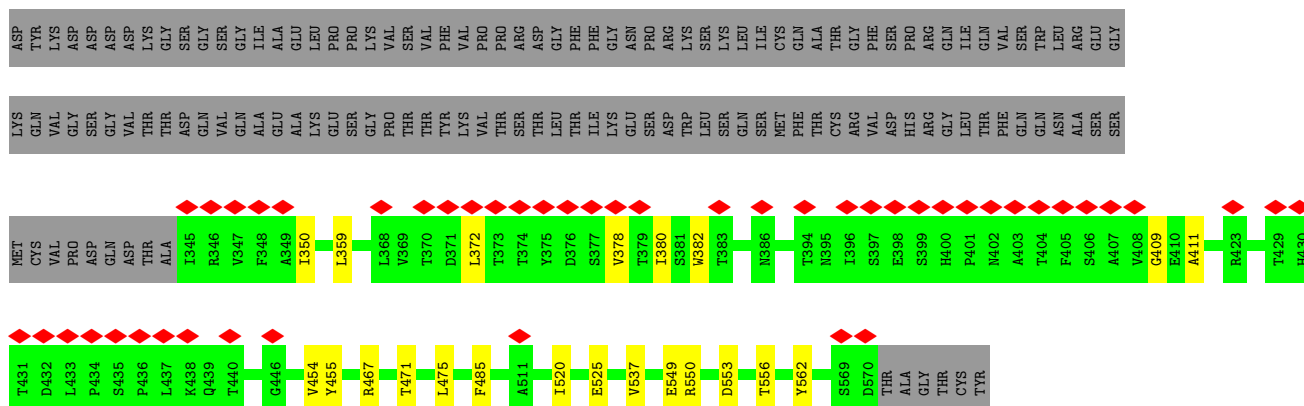 ASP TYR LYS ASP ASP ASP ASP LYS GLY SER GLY SER GLY ILE ALA GLU LEU PRO PRO LYS VAL SER VAL PHE VAL PRO PRO ARG ASP GLY PHE PHE GLY ASN PRO ARG LYS SER LYS LEU ILE CYS GLN ALA THR GLY PHE SER PRO ARG GLN ILE GLN VAL SER TRP LEU ARG GLU GLY
LYS GLN VAL GLY SER GLY VAL THR THR ASP GLN VAL GLN ALA GLU ALA LYS GLU SER GLY PRO THR THR TYR LYS VAL THR SER THR LEU THR ILE LYS GLU SER ASP TRP LEU SER GLN SER MET PHE THR CYS ARG VAL ASP HIS ARG GLY LEU THR PHE GLN GLN ASN ALA SER SER
MET CYS VAL PRO ASP GLN ASP THR ALA I345 R346 V347 F348 A349 I350 L359 L368 V369 T370 D371 L372 T373 T374 Y375 D376 S377 V378 T379 I380 S381 W382 T383 N386 T394 N395 I396 S397 E398 S399 H400 P401 N402 A403 T404 F405 S406 A407 V408 G409 E410 A411 R423 T429 H430
T431 D432 L433 P434 S435 P436 L437 K438 Q439 T440 G446 V454 Y455 R467 T471 L475 F485 A511 I520 E525 V537 E549 R550 D553 T556 Y562 S569 D570 THR ALA GLY THR CYS TYR